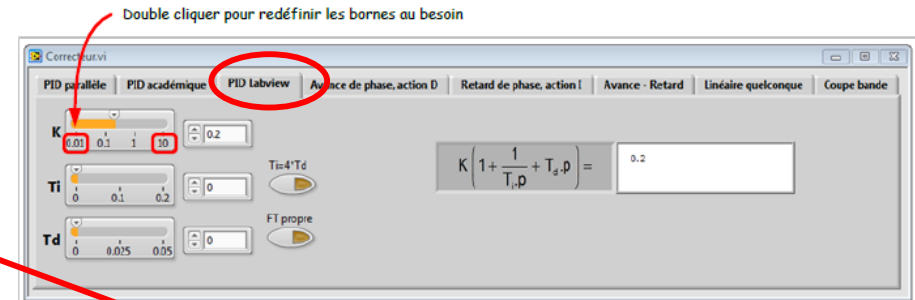 Double cliquer pour redéfinir les bornes au besoin
Correcteur.vi
PID parallèle PID académique PID Labview Avance de phase, action D Retard de phase, action I Avance - Retard Linéaire quelconque Coupe bande
K 0.01 0.1 1 10 0.2
Ti 0 0.1 0.2 0 Ti=4*Td
Td 0 0.025 0.05 0 FT propre
K(1+1/Ti.p+Td.p)= 0.2